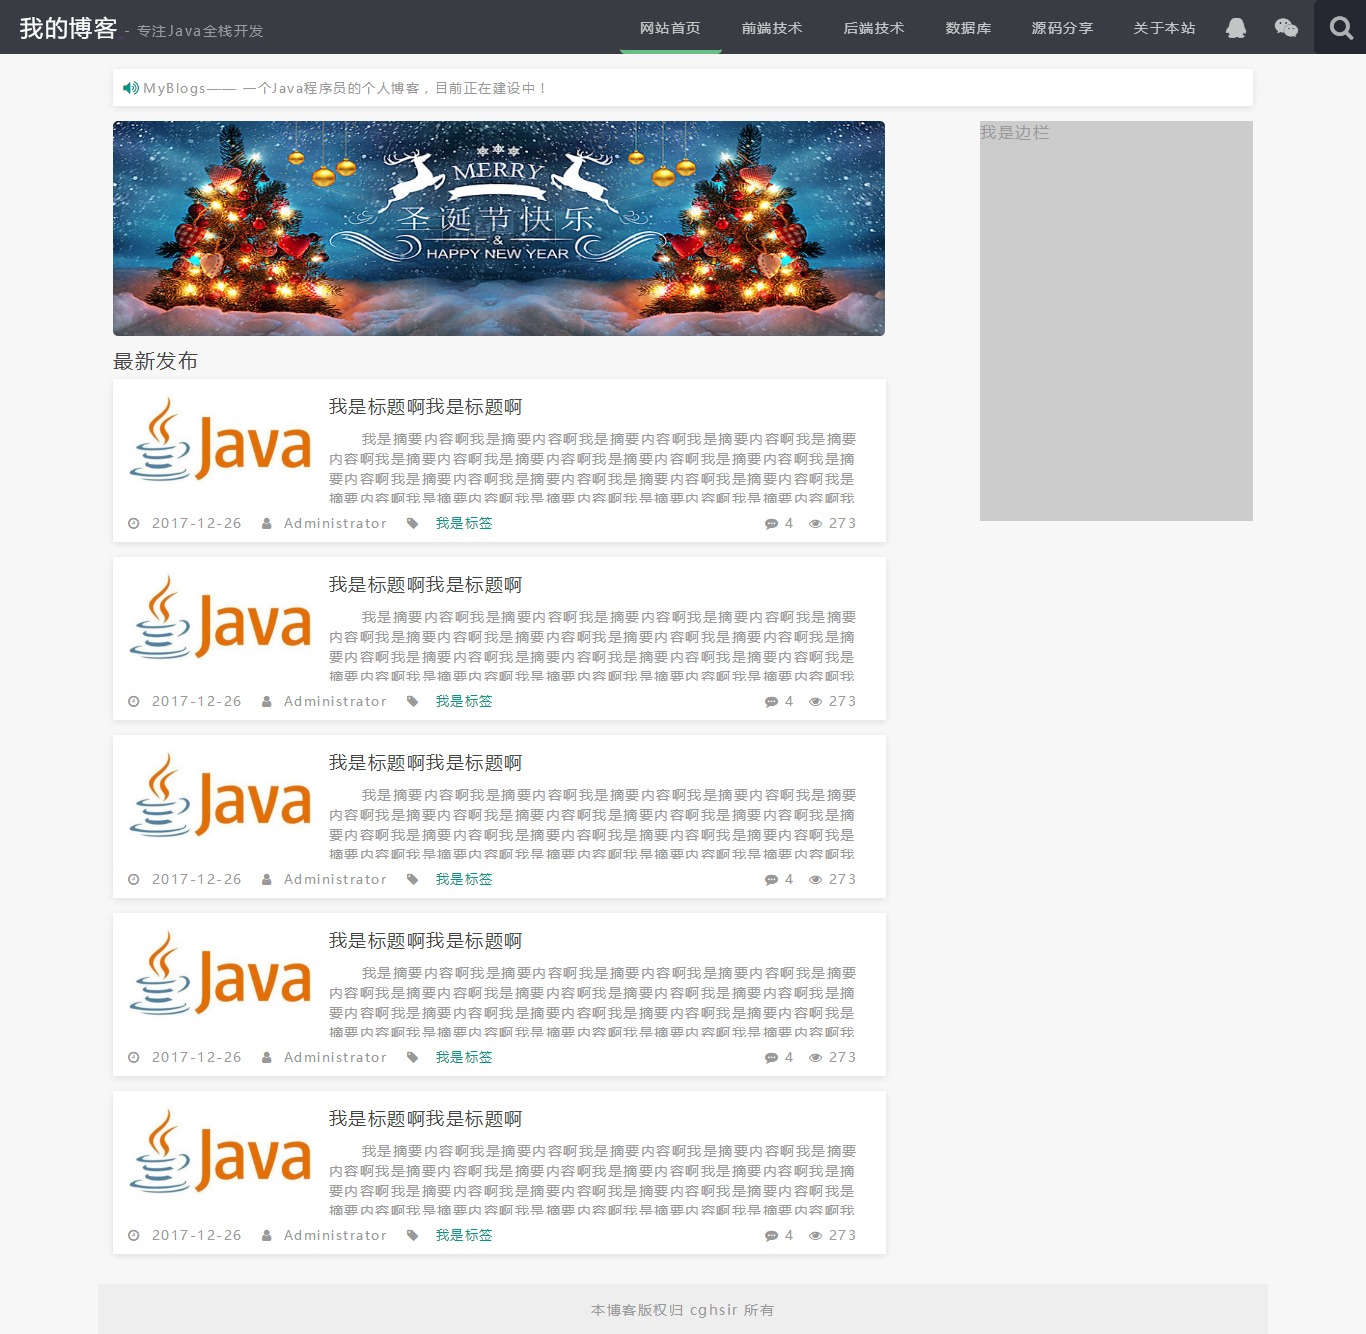 我的博客 - 专注Java全栈开发
网站首页 前端技术 后端技术 数据库 源码分享 关于本站
MyBlogs—— 一个Java程序员的个人博客，目前正在建设中！
MERRY
圣诞节快乐
&
HAPPY NEW YEAR
我是边栏
最新发布
Java
我是标题啊我是标题啊
我是摘要内容啊我是摘要内容啊我是摘要内容啊我是摘要内容啊我是摘要
内容啊我是摘要内容啊我是摘要内容啊我是摘要内容啊我是摘要内容啊我是摘
要内容啊我是摘要内容啊我是摘要内容啊我是摘要内容啊我是摘要内容啊我是
摘要内容啊我是摘要内容啊我是摘要内容啊我是摘要内容啊我是摘要内容啊我
2017-12-26 Administrator 我是标签 4 273
Java
我是标题啊我是标题啊
我是摘要内容啊我是摘要内容啊我是摘要内容啊我是摘要内容啊我是摘要
内容啊我是摘要内容啊我是摘要内容啊我是摘要内容啊我是摘要内容啊我是摘
要内容啊我是摘要内容啊我是摘要内容啊我是摘要内容啊我是摘要内容啊我是
摘要内容啊我是摘要内容啊我是摘要内容啊我是摘要内容啊我是摘要内容啊我
2017-12-26 Administrator 我是标签 4 273
Java
我是标题啊我是标题啊
我是摘要内容啊我是摘要内容啊我是摘要内容啊我是摘要内容啊我是摘要
内容啊我是摘要内容啊我是摘要内容啊我是摘要内容啊我是摘要内容啊我是摘
要内容啊我是摘要内容啊我是摘要内容啊我是摘要内容啊我是摘要内容啊我是
摘要内容啊我是摘要内容啊我是摘要内容啊我是摘要内容啊我是摘要内容啊我
2017-12-26 Administrator 我是标签 4 273
Java
我是标题啊我是标题啊
我是摘要内容啊我是摘要内容啊我是摘要内容啊我是摘要内容啊我是摘要
内容啊我是摘要内容啊我是摘要内容啊我是摘要内容啊我是摘要内容啊我是摘
要内容啊我是摘要内容啊我是摘要内容啊我是摘要内容啊我是摘要内容啊我是
摘要内容啊我是摘要内容啊我是摘要内容啊我是摘要内容啊我是摘要内容啊我
2017-12-26 Administrator 我是标签 4 273
Java
我是标题啊我是标题啊
我是摘要内容啊我是摘要内容啊我是摘要内容啊我是摘要内容啊我是摘要
内容啊我是摘要内容啊我是摘要内容啊我是摘要内容啊我是摘要内容啊我是摘
要内容啊我是摘要内容啊我是摘要内容啊我是摘要内容啊我是摘要内容啊我是
摘要内容啊我是摘要内容啊我是摘要内容啊我是摘要内容啊我是摘要内容啊我
2017-12-26 Administrator 我是标签 4 273
本博客版权归 cghsir 所有